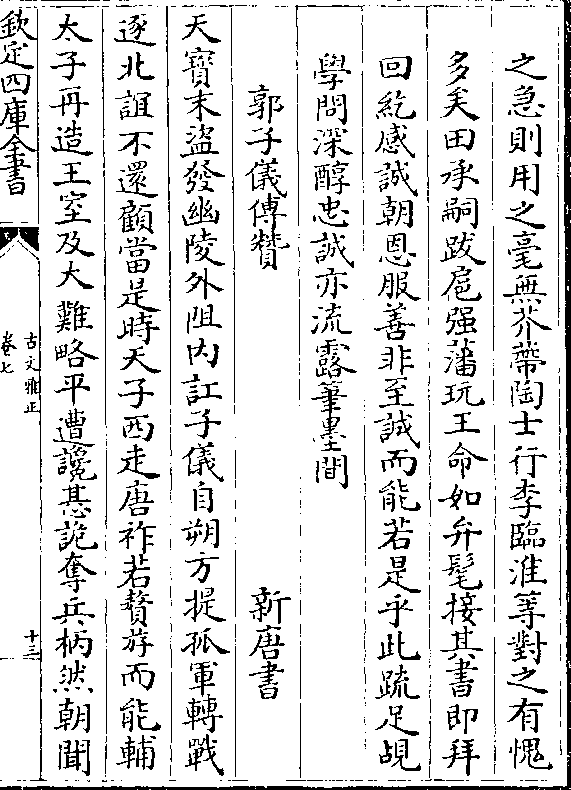 之急則用之毫無芥帶陶士行李臨淮等對之有愧
多矣田承嗣跋扈强藩玩王命如弁髦接其書即拜
回紇感誠朝恩服善非至誠而能若是乎此疏足覘
學問深醇忠誠亦流露筆墨間
郭子儀傳贊 新唐書
天寶末盜發幽陵外阻内訌子儀自朔方提孤軍轉戰
逐北誼不還顧當是時天子西走唐祚若贅斿而能輔
太子再造王室及大難略平遭讒惎詭奪兵柄然朝聞
欽定四庫全書
古文雅正
卷七
十三